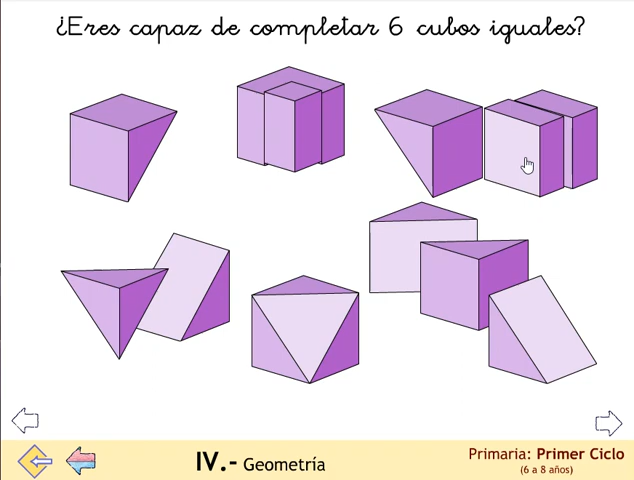 ¿Eres capaz de completar 6 cubos iguales?
IV.- Geometría
Primaria: Primer Ciclo
(6 a 8 años)